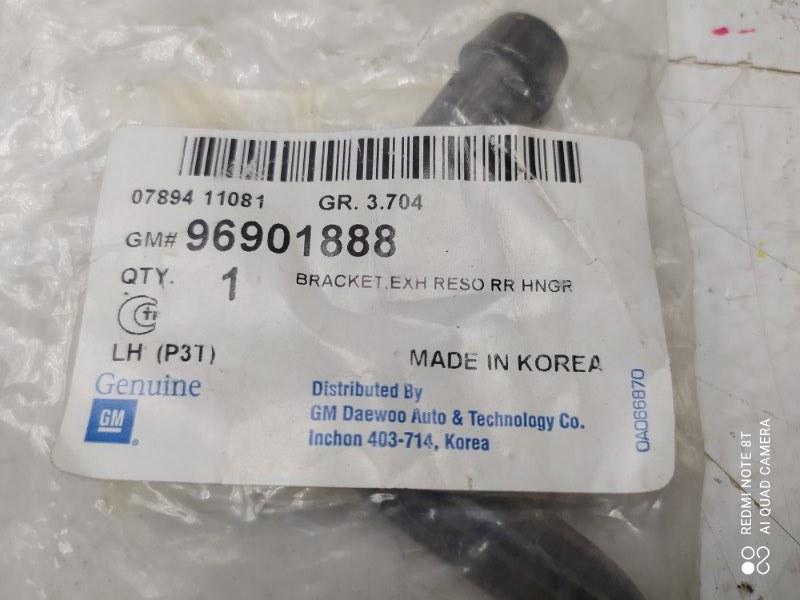 07894 11081 GR. 3.704
GM# 96901888
QTY. 1 BRACKET,EXH RESO RR HNGR
LH (P3T) MADE IN KOREA
Genuine
GM
Distributed By
GM Daewoo Auto & Technology Co.
Inchon 403-714, Korea
0A066870
REDMI NOTE 8T
AI QUAD CAMERA